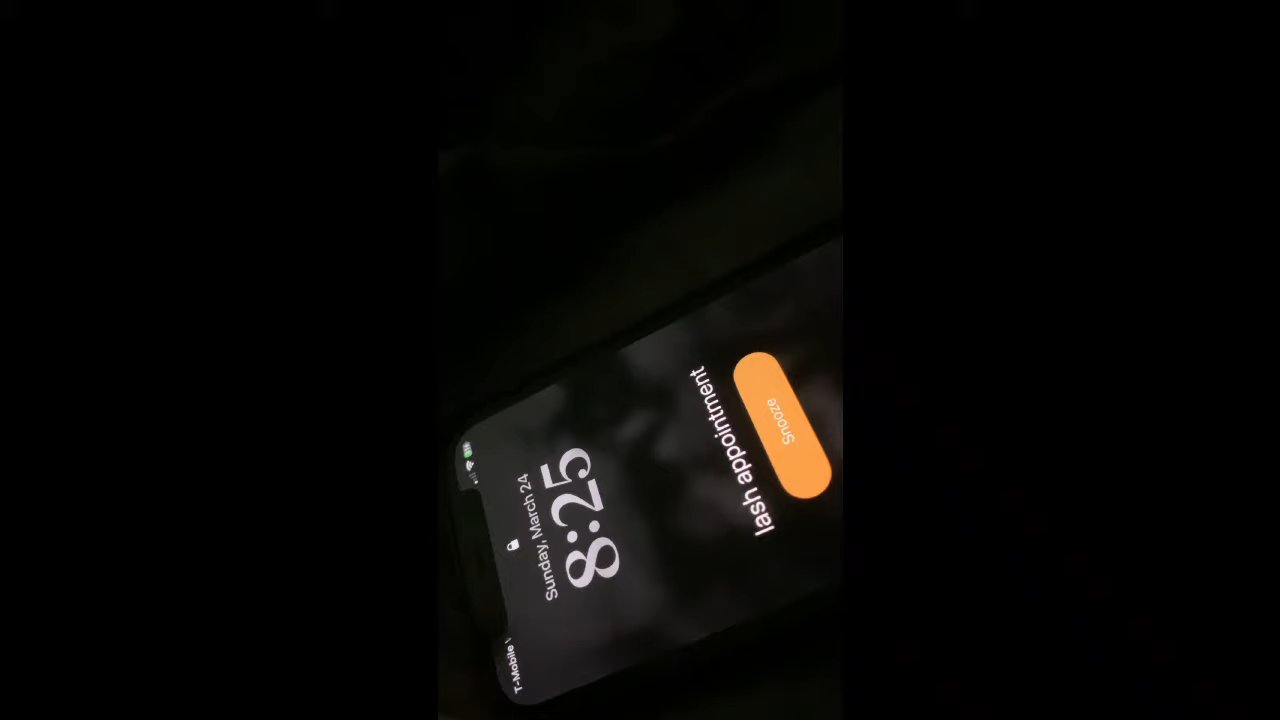 T-Mobile
Sunday, March 24
8:25
lash appointment
Snooze